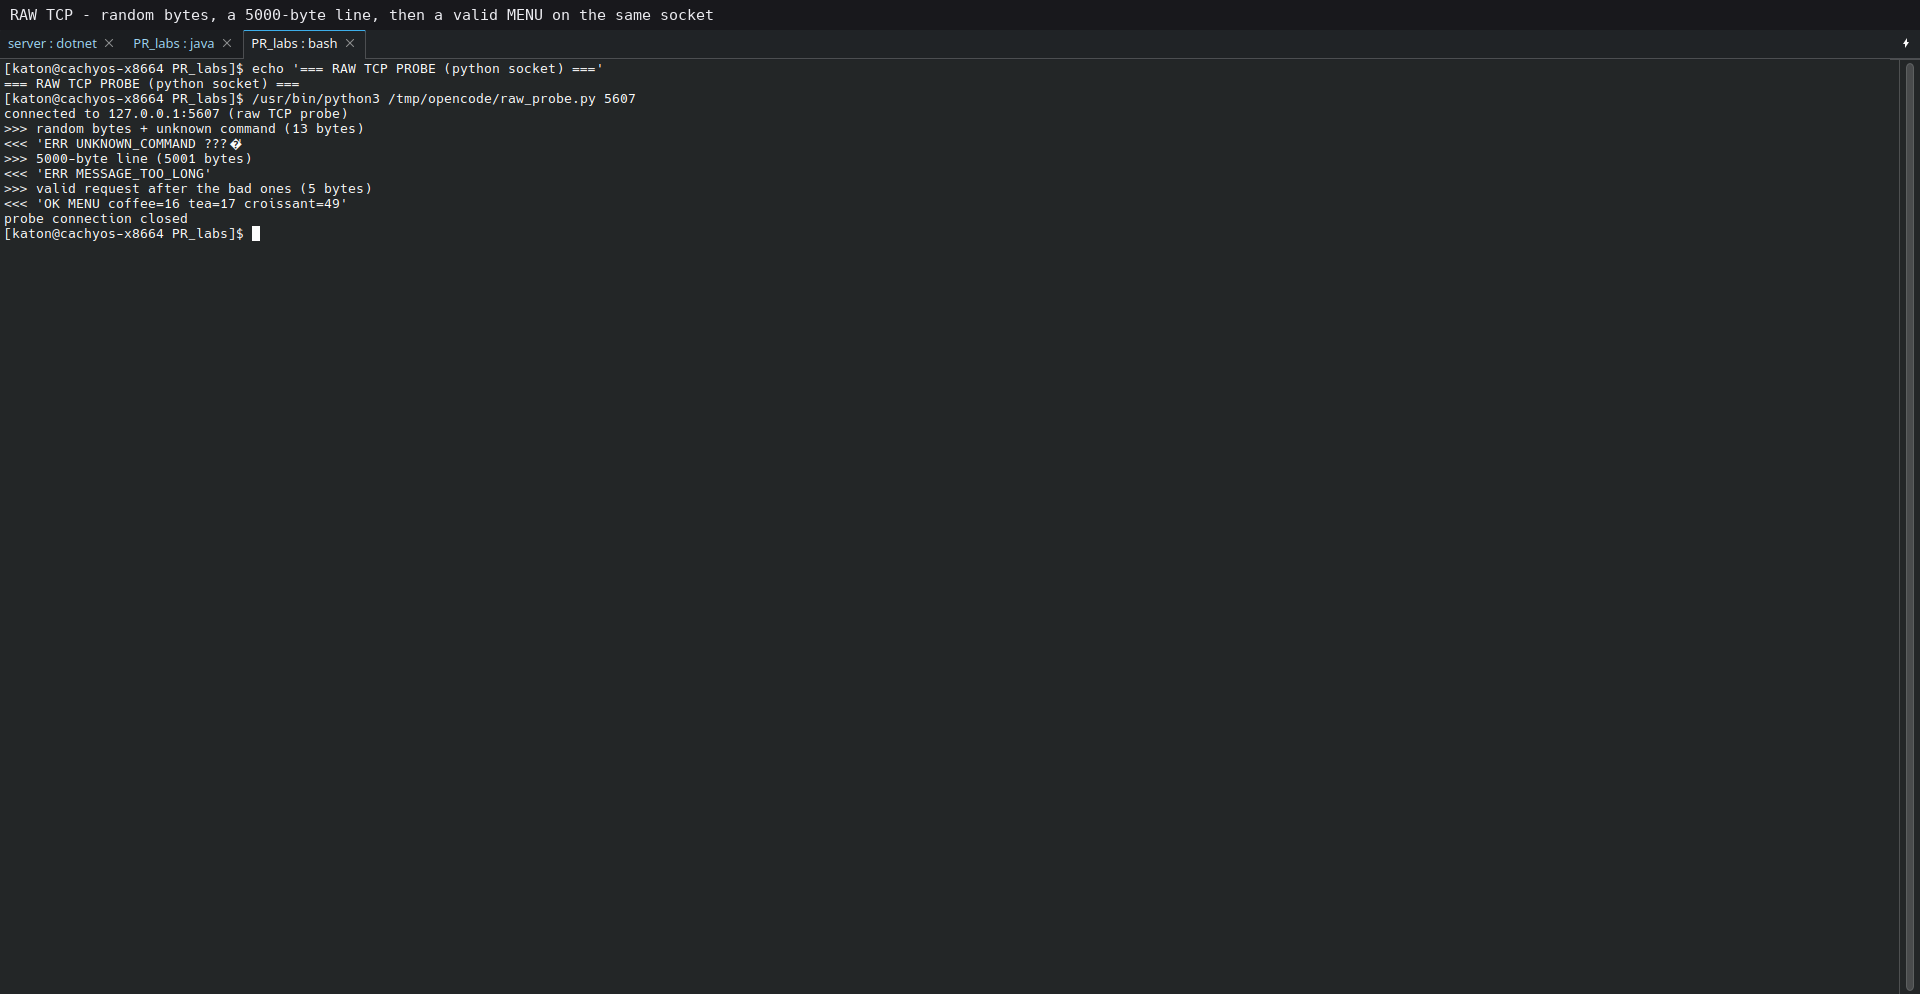 RAW TCP - random bytes, a 5000-byte line, then a valid MENU on the same socket
server : dotnet
PR_labs : java
PR_labs : bash
[katon@cachyos-x8664 PR_labs]$ echo '=== RAW TCP PROBE (python socket) ==='
=== RAW TCP PROBE (python socket) ===
[katon@cachyos-x8664 PR_labs]$ /usr/bin/python3 /tmp/opencode/raw_probe.py 5607
connected to 127.0.0.1:5607 (raw TCP probe)
>>> random bytes + unknown command (13 bytes)
<<< 'ERR UNKNOWN_COMMAND ???�'
>>> 5000-byte line (5001 bytes)
<<< 'ERR MESSAGE_TOO_LONG'
>>> valid request after the bad ones (5 bytes)
<<< 'OK MENU coffee=16 tea=17 croissant=49'
probe connection closed
[katon@cachyos-x8664 PR_labs]$